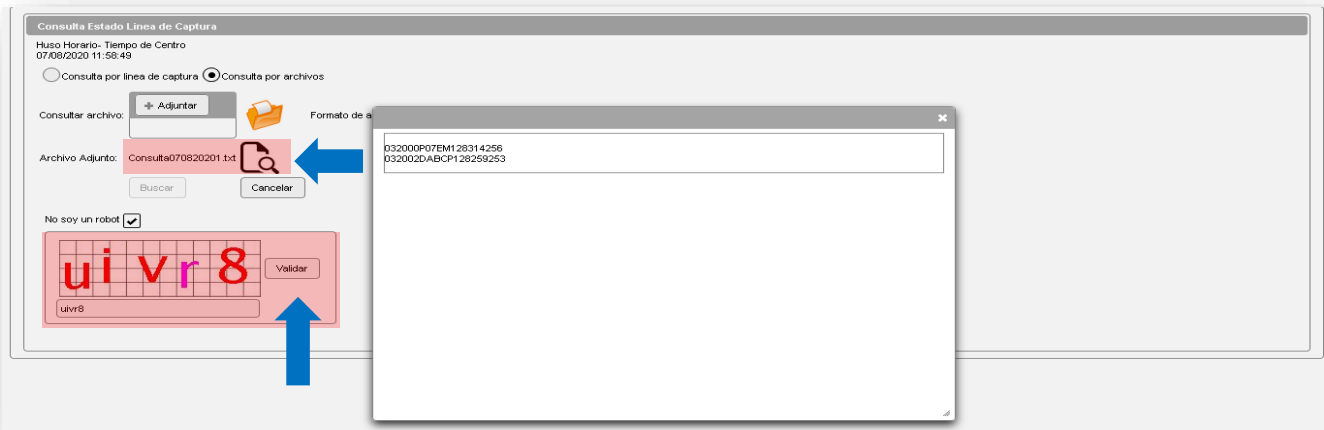 Consulta Estado Linea de Captura
Huso Horario- Tiempo de Centro
07/08/2020 11:58:49
Consulta por linea de captura Consulta por archivos
Consultar archivo: + Adjuntar Formato de a
Archivo Adjunto: Consulta070820201.txt
Buscar Cancelar
No soy un robot
uivr8 Validar
uivr8
032000P07EM128314256
032002DABCP128259253